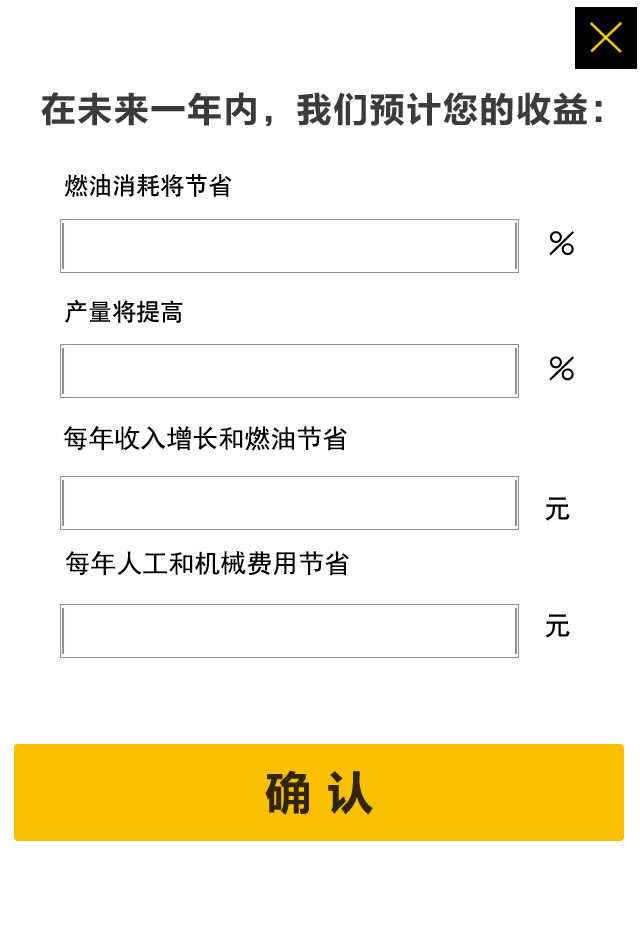 在未来一年内，我们预计您的收益：
燃油消耗将节省
%
产量将提高
%
每年收入增长和燃油节省
元
每年人工和机械费用节省
元
确认